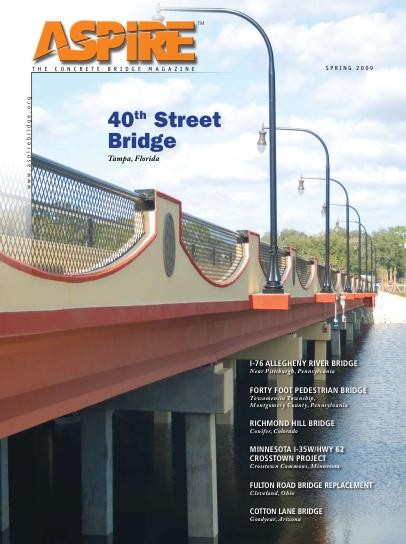 ASPIRE™
THE CONCRETE BRIDGE MAGAZINE
SPRING 2009
www.aspirebridge.org
40th Street
Bridge
Tampa, Florida
I-76 ALLEGHENY RIVER BRIDGE
Near Pittsburgh, Pennsylvania
FORTY FOOT PEDESTRIAN BRIDGE
Towamencin Township,
Montgomery County, Pennsylvania
RICHMOND HILL BRIDGE
Conifer, Colorado
MINNESOTA I-35W/HWY 62
CROSSTOWN PROJECT
Crosstown Commons, Minnesota
FULTON ROAD BRIDGE REPLACEMENT
Cleveland, Ohio
COTTON LANE BRIDGE
Goodyear, Arizona